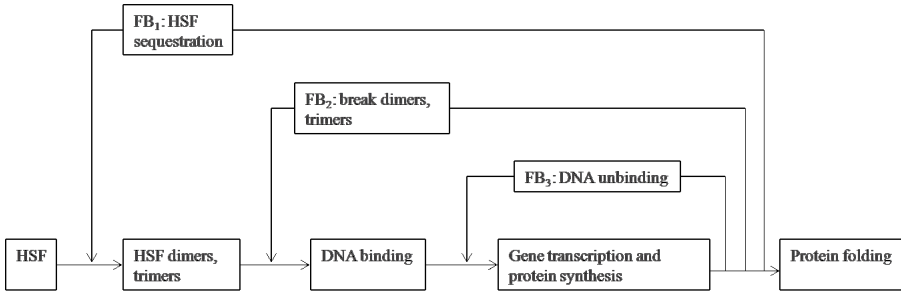 FB₁: HSF
sequestration
FB₂: break dimers,
trimers
FB₃: DNA unbinding
HSF
HSF dimers,
trimers
DNA binding
Gene transcription and
protein synthesis
Protein folding